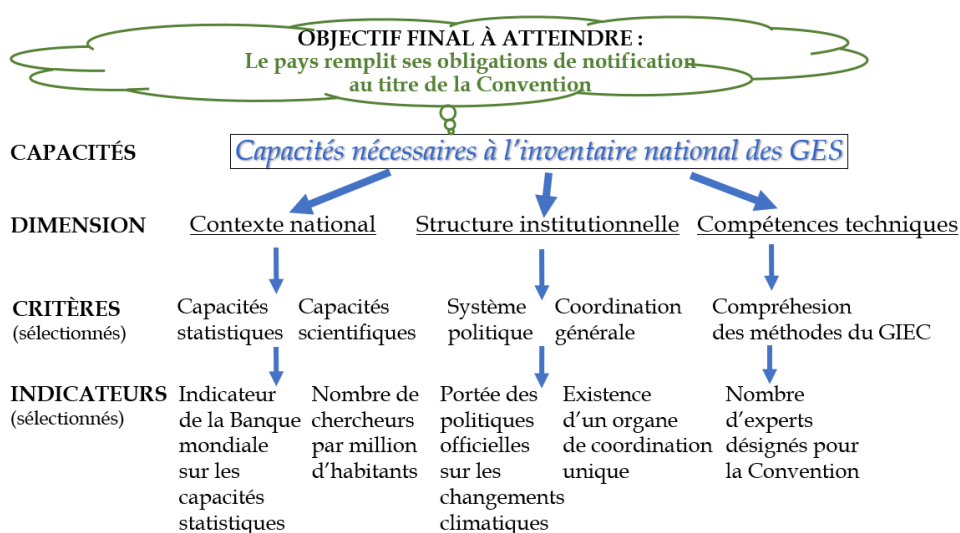 OBJECTIF FINAL À ATTEINDRE :
Le pays remplit ses obligations de notification
au titre de la Convention
CAPACITÉS
Capacités nécessaires à l’inventaire national des GES
DIMENSION
Contexte national
Structure institutionnelle
Compétences techniques
CRITÈRES
(sélectionnés)
Capacités
statistiques
Capacités
scientifiques
Système
politique
Coordination
générale
Compréhesion
des méthodes du GIEC
INDICATEURS
(sélectionnés)
Indicateur
de la Banque
mondiale
sur les
capacités
statistiques
Nombre de
chercheurs
par million
d’habitants
Portée des
politiques
officielles
sur les
changements
climatiques
Existence
d’un organe
de coordination
unique
Nombre
d’experts
désignés pour
la Convention